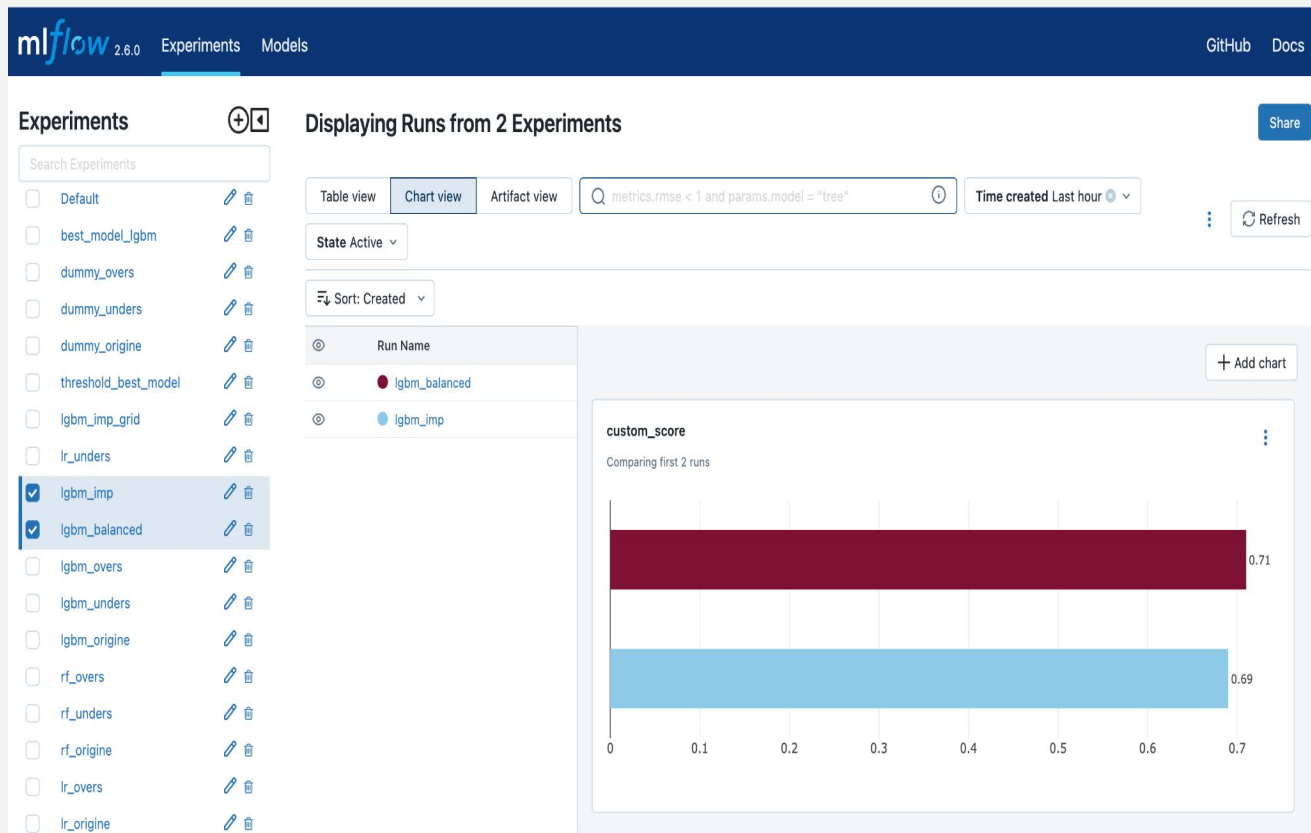 mlflow 2.6.0 Experiments Models GitHub Docs
Experiments
Search Experiments
Default
best_model_lgbm
dummy_overs
dummy_unders
dummy_origine
threshold_best_model
lgbm_imp_grid
lr_unders
lgbm_imp
lgbm_balanced
lgbm_overs
lgbm_unders
lgbm_origine
rf_overs
rf_unders
rf_origine
lr_overs
lr_origine
Displaying Runs from 2 Experiments
Share
Table view Chart view Artifact view metrics.rmse < 1 and params.model = "tree" Time created Last hour
Refresh
State Active
Sort: Created
Run Name
lgbm_balanced
lgbm_imp
+ Add chart
custom_score
Comparing first 2 runs
0.71
0.69
0 0.1 0.2 0.3 0.4 0.5 0.6 0.7